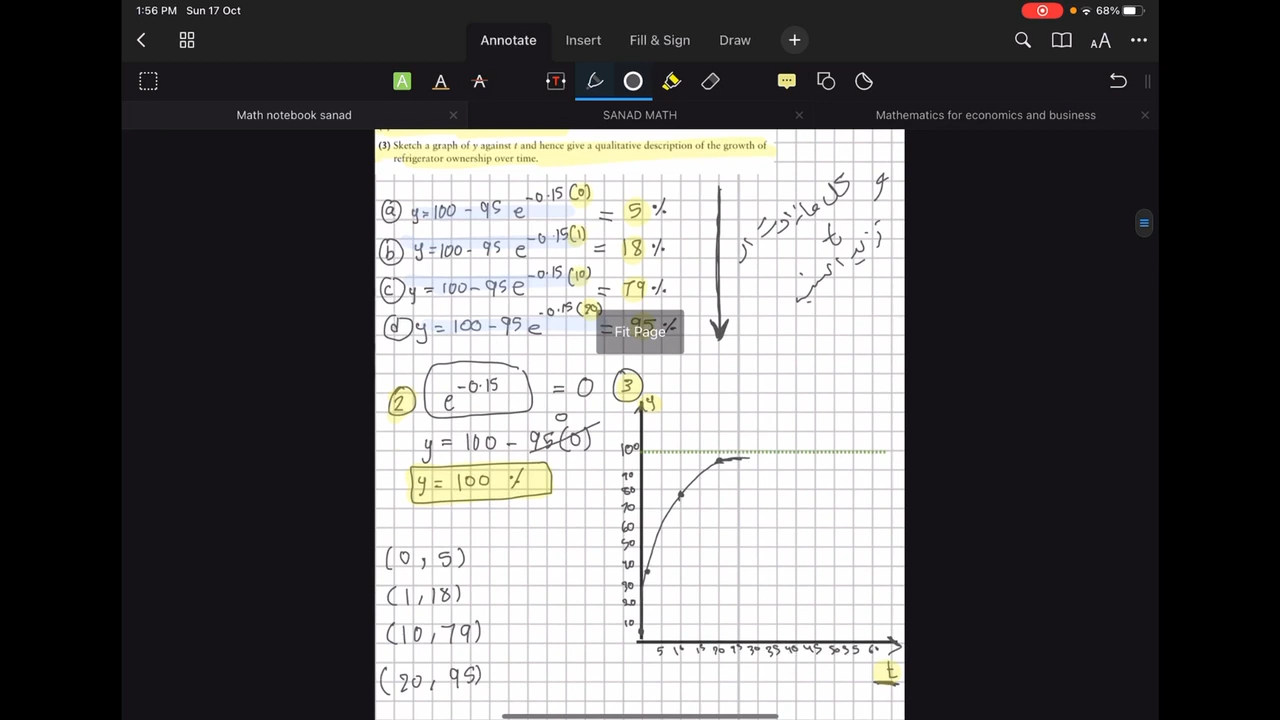 1:56 PM Sun 17 Oct
68%
Annotate Insert Fill & Sign Draw
Math notebook sanad
SANAD MATH
Mathematics for economics and business
(3) Sketch a graph of y against t and hence give a qualitative description of the growth of
refrigerator ownership over time.
(a) y=100 - 95 e^-0.15(0) = 5 %
(b) y=100 - 95 e^-0.15(1) = 18 %
(c) y = 100 - 95 e^-0.15(10) = 79 %
(d) y = 100 - 95 e^-0.15(20) = 95 %
Fit Page
و كل ما زادت
t
2 e^-0.15 = 0
0
y = 100 - 95(0)
y = 100 %
(0, 5)
(1, 18)
(10, 79)
(20, 95)
3
y
100
90
80
70
60
50
40
30
20
10
5 10 15 20 25 30 35 40 45 50 55 60
t